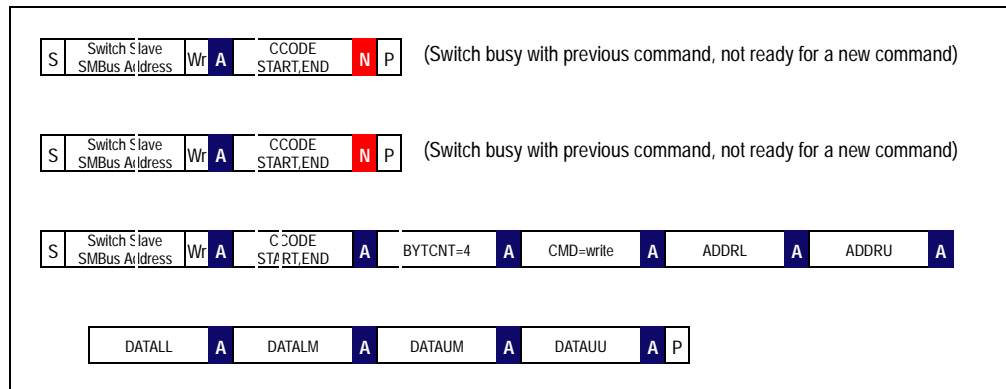 S Switch Slave SMBus Address Wr A CCODE START,END N P (Switch busy with previous command, not ready for a new command)
S Switch Slave SMBus Address Wr A CCODE START,END N P (Switch busy with previous command, not ready for a new command)
S Switch Slave SMBus Address Wr A CCODE START,END A BYTCNT=4 A CMD=write A ADDRL A ADDRU A
DATALL A DATALM A DATAUM A DATAUU A P